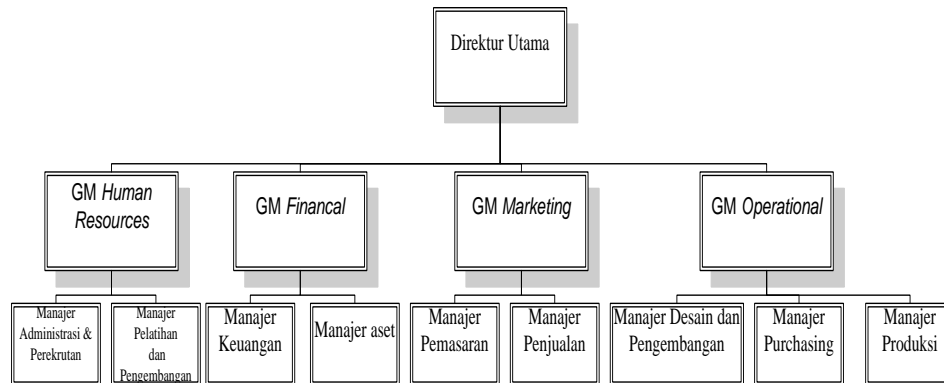 Direktur Utama
GM Human
Resources
GM Financal
GM Marketing
GM Operational
Manajer
Administrasi &
Perekrutan
Manajer
Pelatihan
dan
Pengembangan
Manajer
Keuangan
Manajer aset
Manajer
Pemasaran
Manajer
Penjualan
Manajer Desain dan
Pengembangan
Manajer
Purchasing
Manajer
Produksi